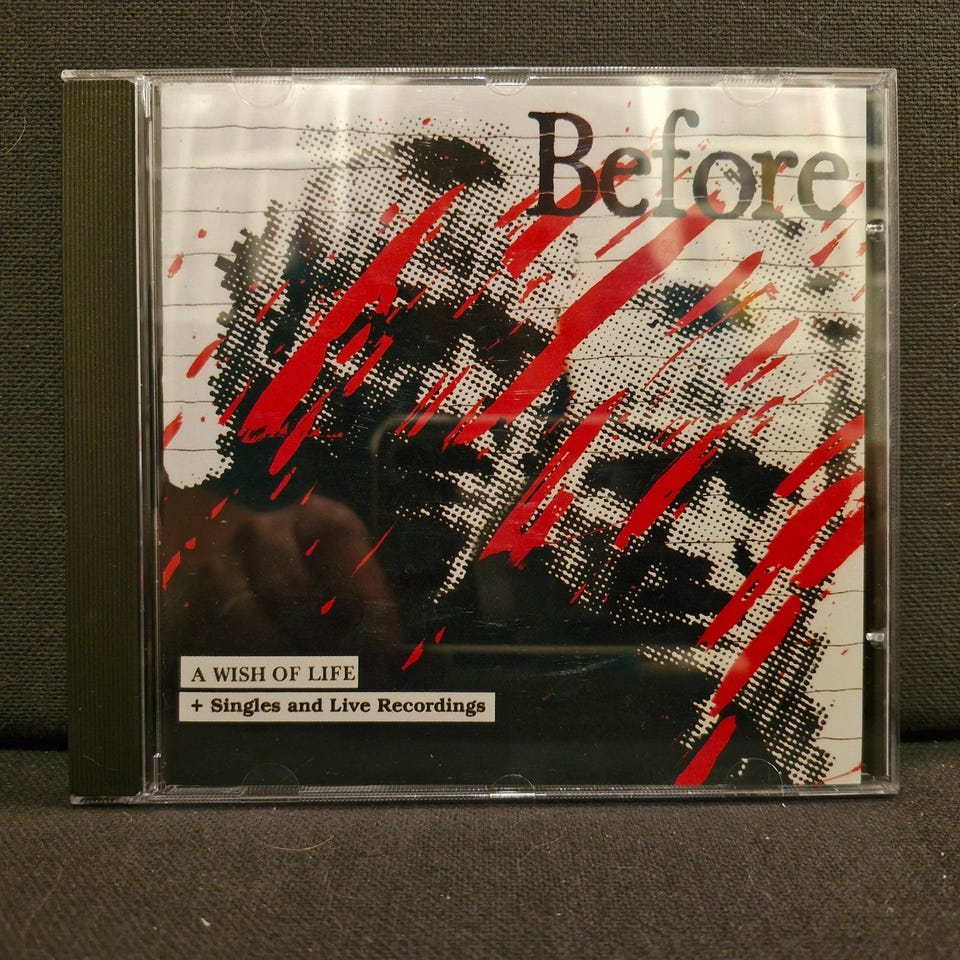 Before
A WISH OF LIFE
+ Singles and Live Recordings